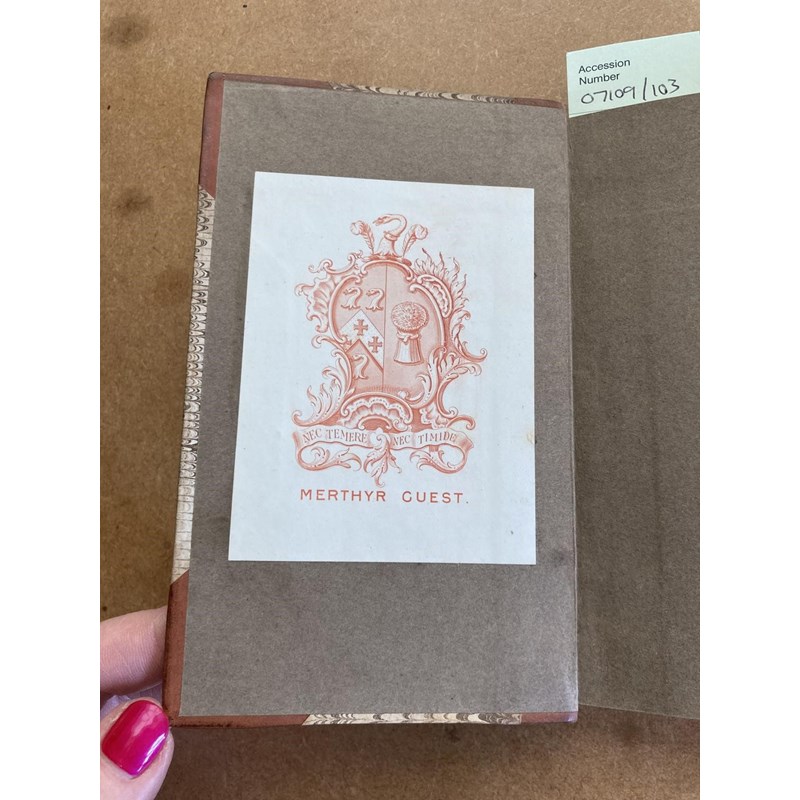 Accession
Number
07109/103
NEC TEMERE NEC TIMIDE
MERTHYR GUEST.